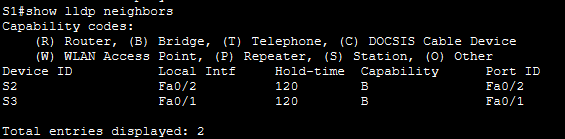 S1#show lldp neighbors
Capability codes:
    (R) Router, (B) Bridge, (T) Telephone, (C) DOCSIS Cable Device
    (W) WLAN Access Point, (P) Repeater, (S) Station, (O) Other
Device ID           Local Intf     Hold-time  Capability      Port ID
S2                  Fa0/2          120        B               Fa0/2
S3                  Fa0/1          120        B               Fa0/1

Total entries displayed: 2